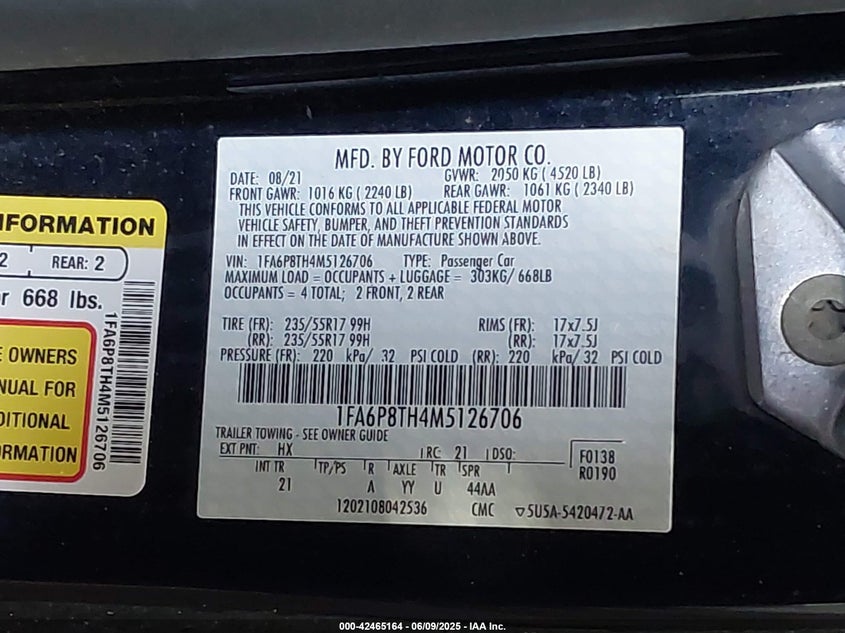 MFD. BY FORD MOTOR CO.
DATE: 08/21 GVWR: 2050 KG ( 4520 LB)
FRONT GAWR: 1016 KG ( 2240 LB) REAR GAWR: 1061 KG ( 2340 LB)
THIS VEHICLE CONFORMS TO ALL APPLICABLE FEDERAL MOTOR
VEHICLE SAFETY, BUMPER, AND THEFT PREVENTION STANDARDS
IN EFFECT ON THE DATE OF MANUFACTURE SHOWN ABOVE.
VIN: 1FA6P8TH4M5126706 TYPE: Passenger Car
MAXIMUM LOAD = OCCUPANTS + LUGGAGE = 303KG/ 668LB
OCCUPANTS = 4 TOTAL; 2 FRONT, 2 REAR
TIRE (FR): 235/55R17 99H RIMS (FR): 17x7.5J
(RR): 235/55R17 99H (RR): 17x7.5J
PRESSURE (FR): 220 kPa/ 32 PSI COLD (RR): 220 kPa/ 32 PSI COLD
1FA6P8TH4M5126706
TRAILER TOWING - SEE OWNER GUIDE
EXT PNT: HX RC: 21 DSO: F0138
INT TR TP/PS R AXLE TR SPR R0190
21 A YY U 44AA
1202108042536 CMC ▽5U5A-5420472-AA
INFORMATION
2 REAR: 2
or 668 lbs.
E OWNERS
NUAL FOR
DITIONAL
ORMATION
1FA6P8TH4M5126706
000-42465164 - 06/09/2025 - IAA Inc.